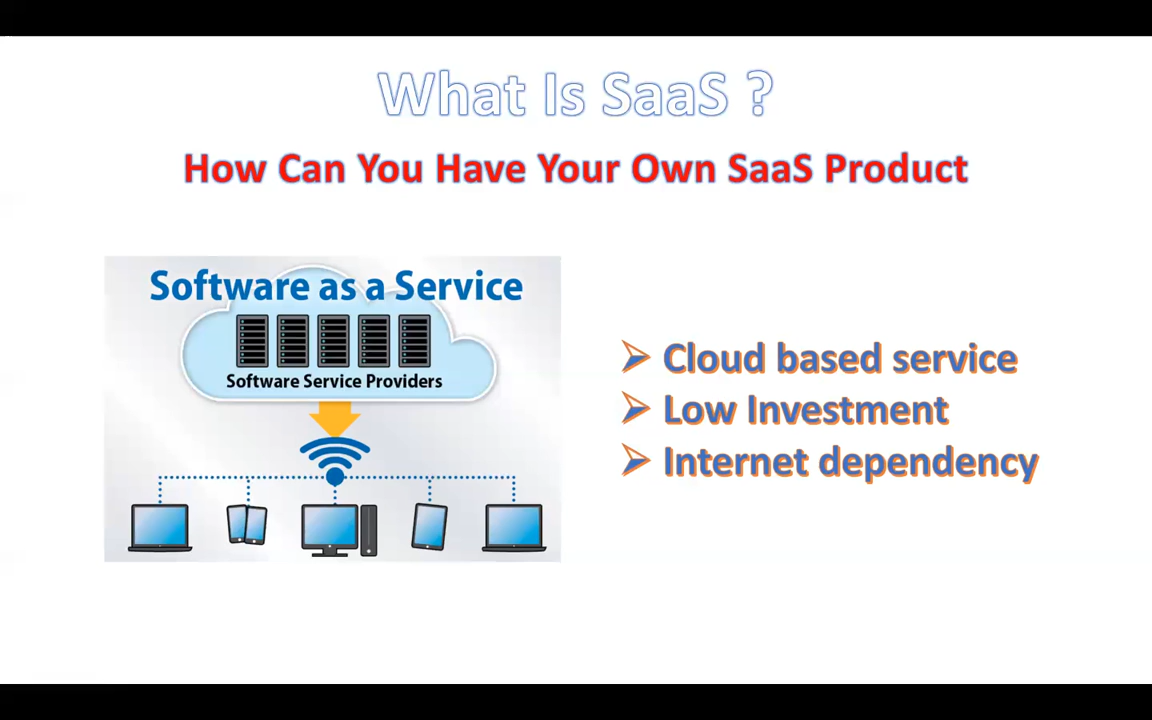 What Is SaaS ?
How Can You Have Your Own SaaS Product
Software as a Service
Software Service Providers
Cloud based service
Low Investment
Internet dependency